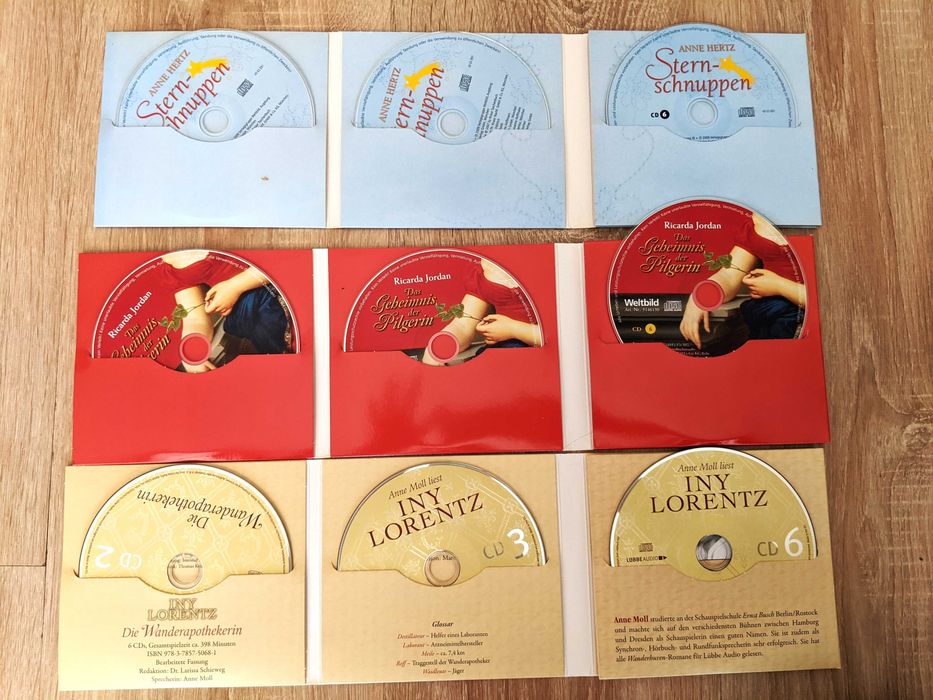 ANNE HERTZ
Stern-
hnuppen
ANNE HERTZ
tern-
nuppen
ANNE HERTZ
Stern-
schnuppen
CD 6
Ricarda Jordan
Das
Geheimnis
der
Pilgerin
Ricarda Jordan
Das
Geheimnis
der
Pilgerin
Ricarda Jordan
Das
Geheimnis
der
Pilgerin
Weltbild
CD 6
Die
Wanderapothekerin
CD 2
INY
LORENTZ
Die Wanderapothekerin
6 CDs, Gesamtspielzeit ca. 398 Minuten
ISBN 978-3-7857-5068-1
Bearbeitete Fassung
Redaktion: Dr. Larissa Schieweg
Sprecherin: Anne Moll
Anne Moll liest
INY
LORENTZ
CD 3
Glossar
Destillateur – Helfer eines Laboranten
Laborant – Arzneimittelhersteller
Meile – ca. 7,4 km
Reff – Traggestell der Wanderapotheker
Waidleute – Jäger
Anne Moll liest
INY
LORENTZ
LÜBBE AUDIO
CD 6
Anne Moll studierte an der Schauspielschule Ernst Busch Berlin/Rostock
und machte sich auf den verschiedensten Bühnen zwischen Hamburg
und Dresden als Schauspielerin einen guten Namen. Sie ist zudem als
Synchron-, Hörbuch- und Rundfunksprecherin sehr erfolgreich. Sie hat
alle Wanderhuren-Romane für Lübbe Audio gelesen.